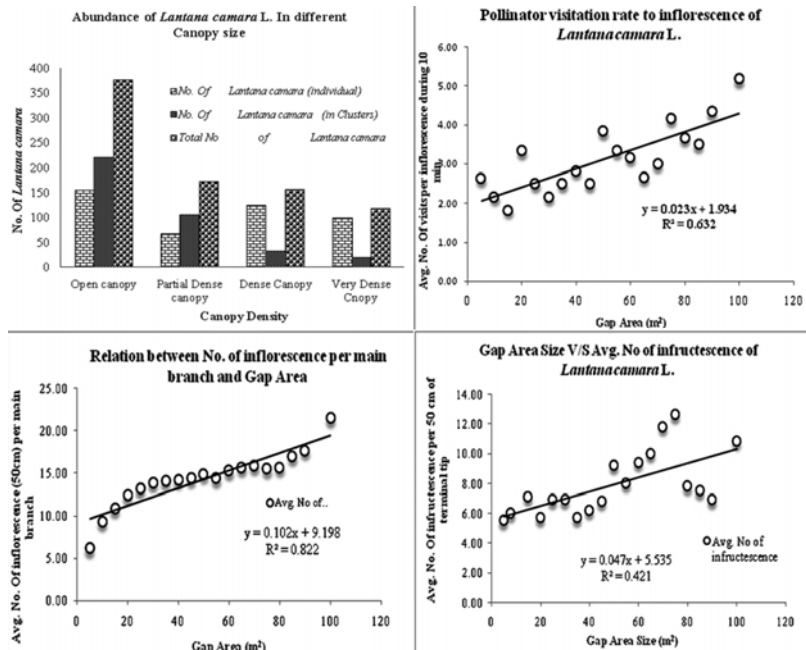 Abundance of Lantana camara L. In different
Canopy size
No. Of Lantana camara
400
350
300
250
200
150
100
50
0
No. Of Lantana camara (individual)
No. Of Lantana camara (in Clusters)
Total No of Lantana camara
Open canopy
Partial Dense
canopy
Dense Canopy
Very Dense
Cnopy
Canopy Density
Pollinator visitation rate to inflorescence of
Lantana camara L.
Avg. No. Of visits per inflorescence during 10
min
6.00
5.00
4.00
3.00
2.00
1.00
0.00
y = 0.023x + 1.934
R² = 0.632
0 20 40 60 80 100 120
Gap Area (m²)
Relation between No. of inflorescence per main
branch and Gap Area
Avg. No. Of inflorescence (50cm) per main
branch
25.00
20.00
15.00
10.00
5.00
0.00
Avg. No of..
y = 0.102x + 9.198
R² = 0.822
0 20 40 60 80 100 120
Gap Area (m²)
Gap Area Size V/S Avg. No of infructescence of
Lantana camara L.
Avg. No. Of infructescence per 50 cm of
terminal tip
14.00
12.00
10.00
8.00
6.00
4.00
2.00
0.00
Avg. No of
infructescence
y = 0.047x + 5.535
R² = 0.421
0 20 40 60 80 100 120
Gap Area Size (m²)